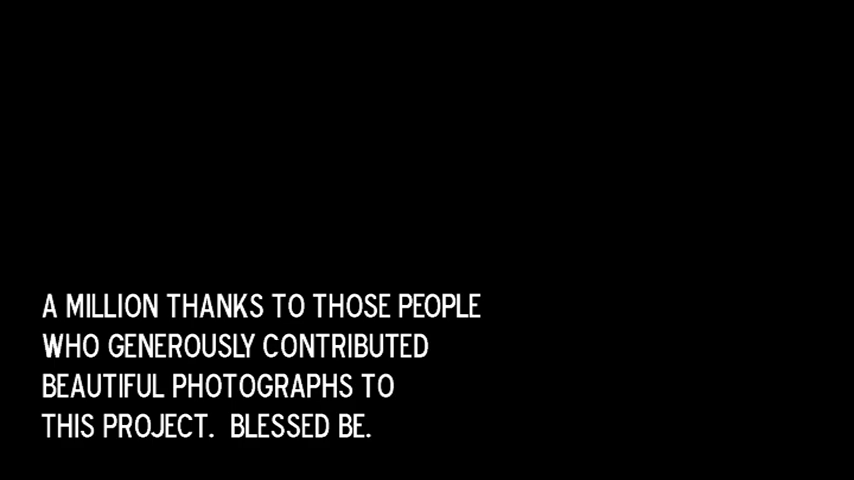 A MILLION THANKS TO THOSE PEOPLE
WHO GENEROUSLY CONTRIBUTED
BEAUTIFUL PHOTOGRAPHS TO
THIS PROJECT.  BLESSED BE.